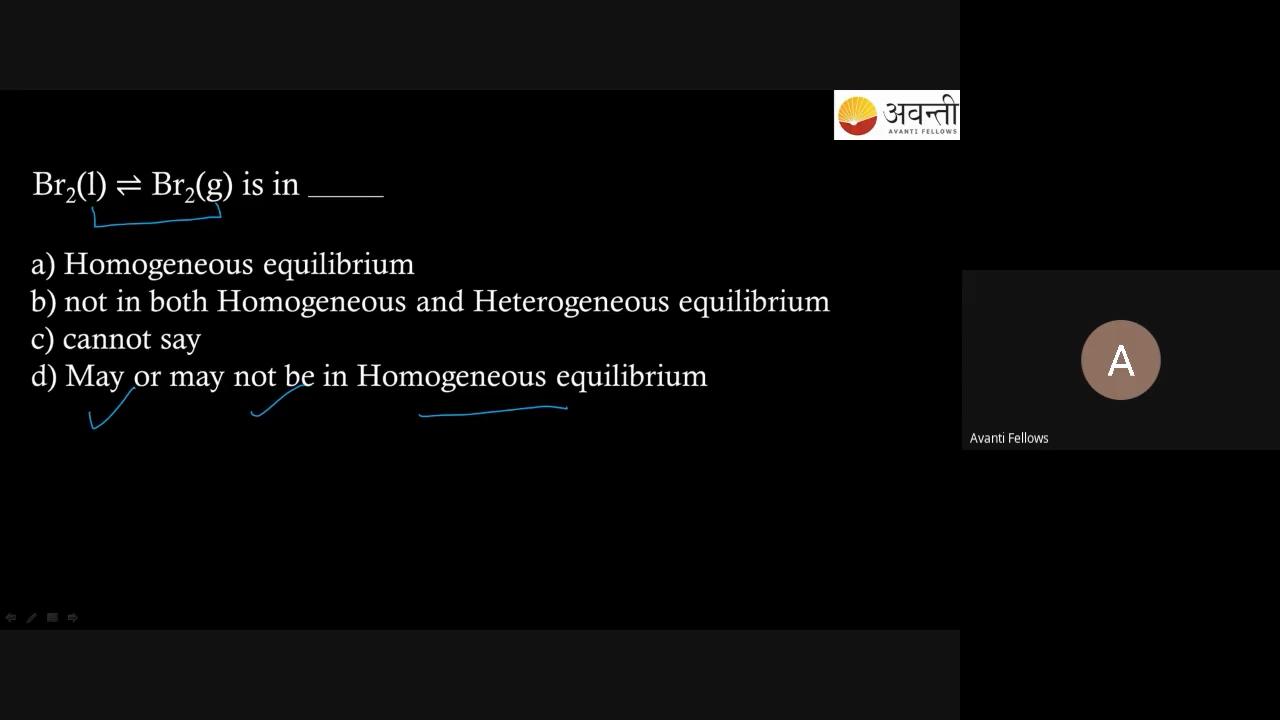 अवन्ती
AVANTI FELLOWS
Br₂(l) ⇌ Br₂(g) is in _____
a) Homogeneous equilibrium
b) not in both Homogeneous and Heterogeneous equilibrium
c) cannot say
d) May or may not be in Homogeneous equilibrium
A
Avanti Fellows